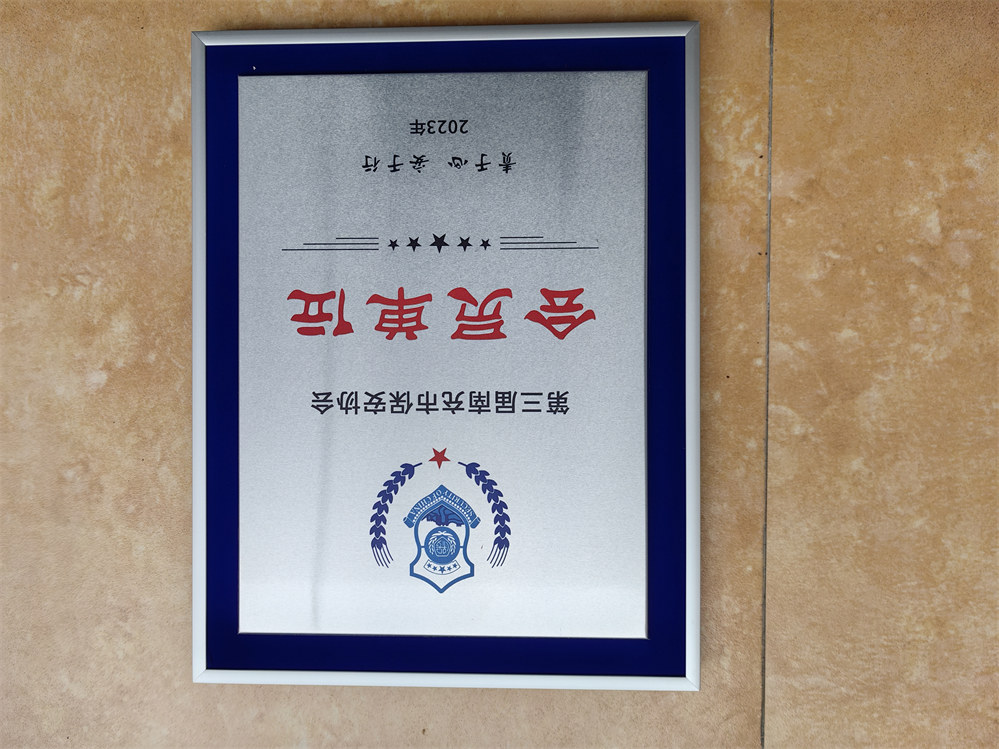 第三届南充市保安协会
会员单位
责于心 安于行
2023年